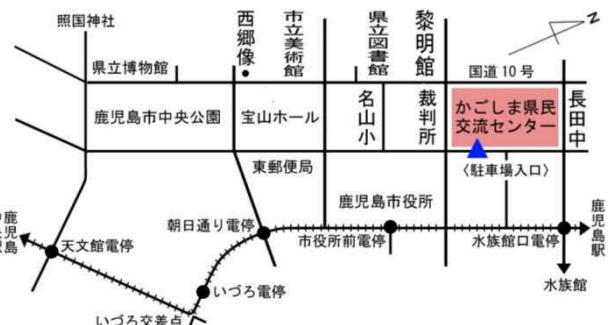 照国神社
西郷像
市立美術館
県立図書館
黎明館
N
県立博物館
国道10号
鹿児島市中央公園
宝山ホール
名山小
裁判所
かごしま県民
交流センター
長田中
東郵便局
〈駐車場入口〉
鹿児島市役所
朝日通り電停
市役所前電停
水族館口電停
鹿児島駅
天文館電停
いづろ電停
水族館
いづろ交差点